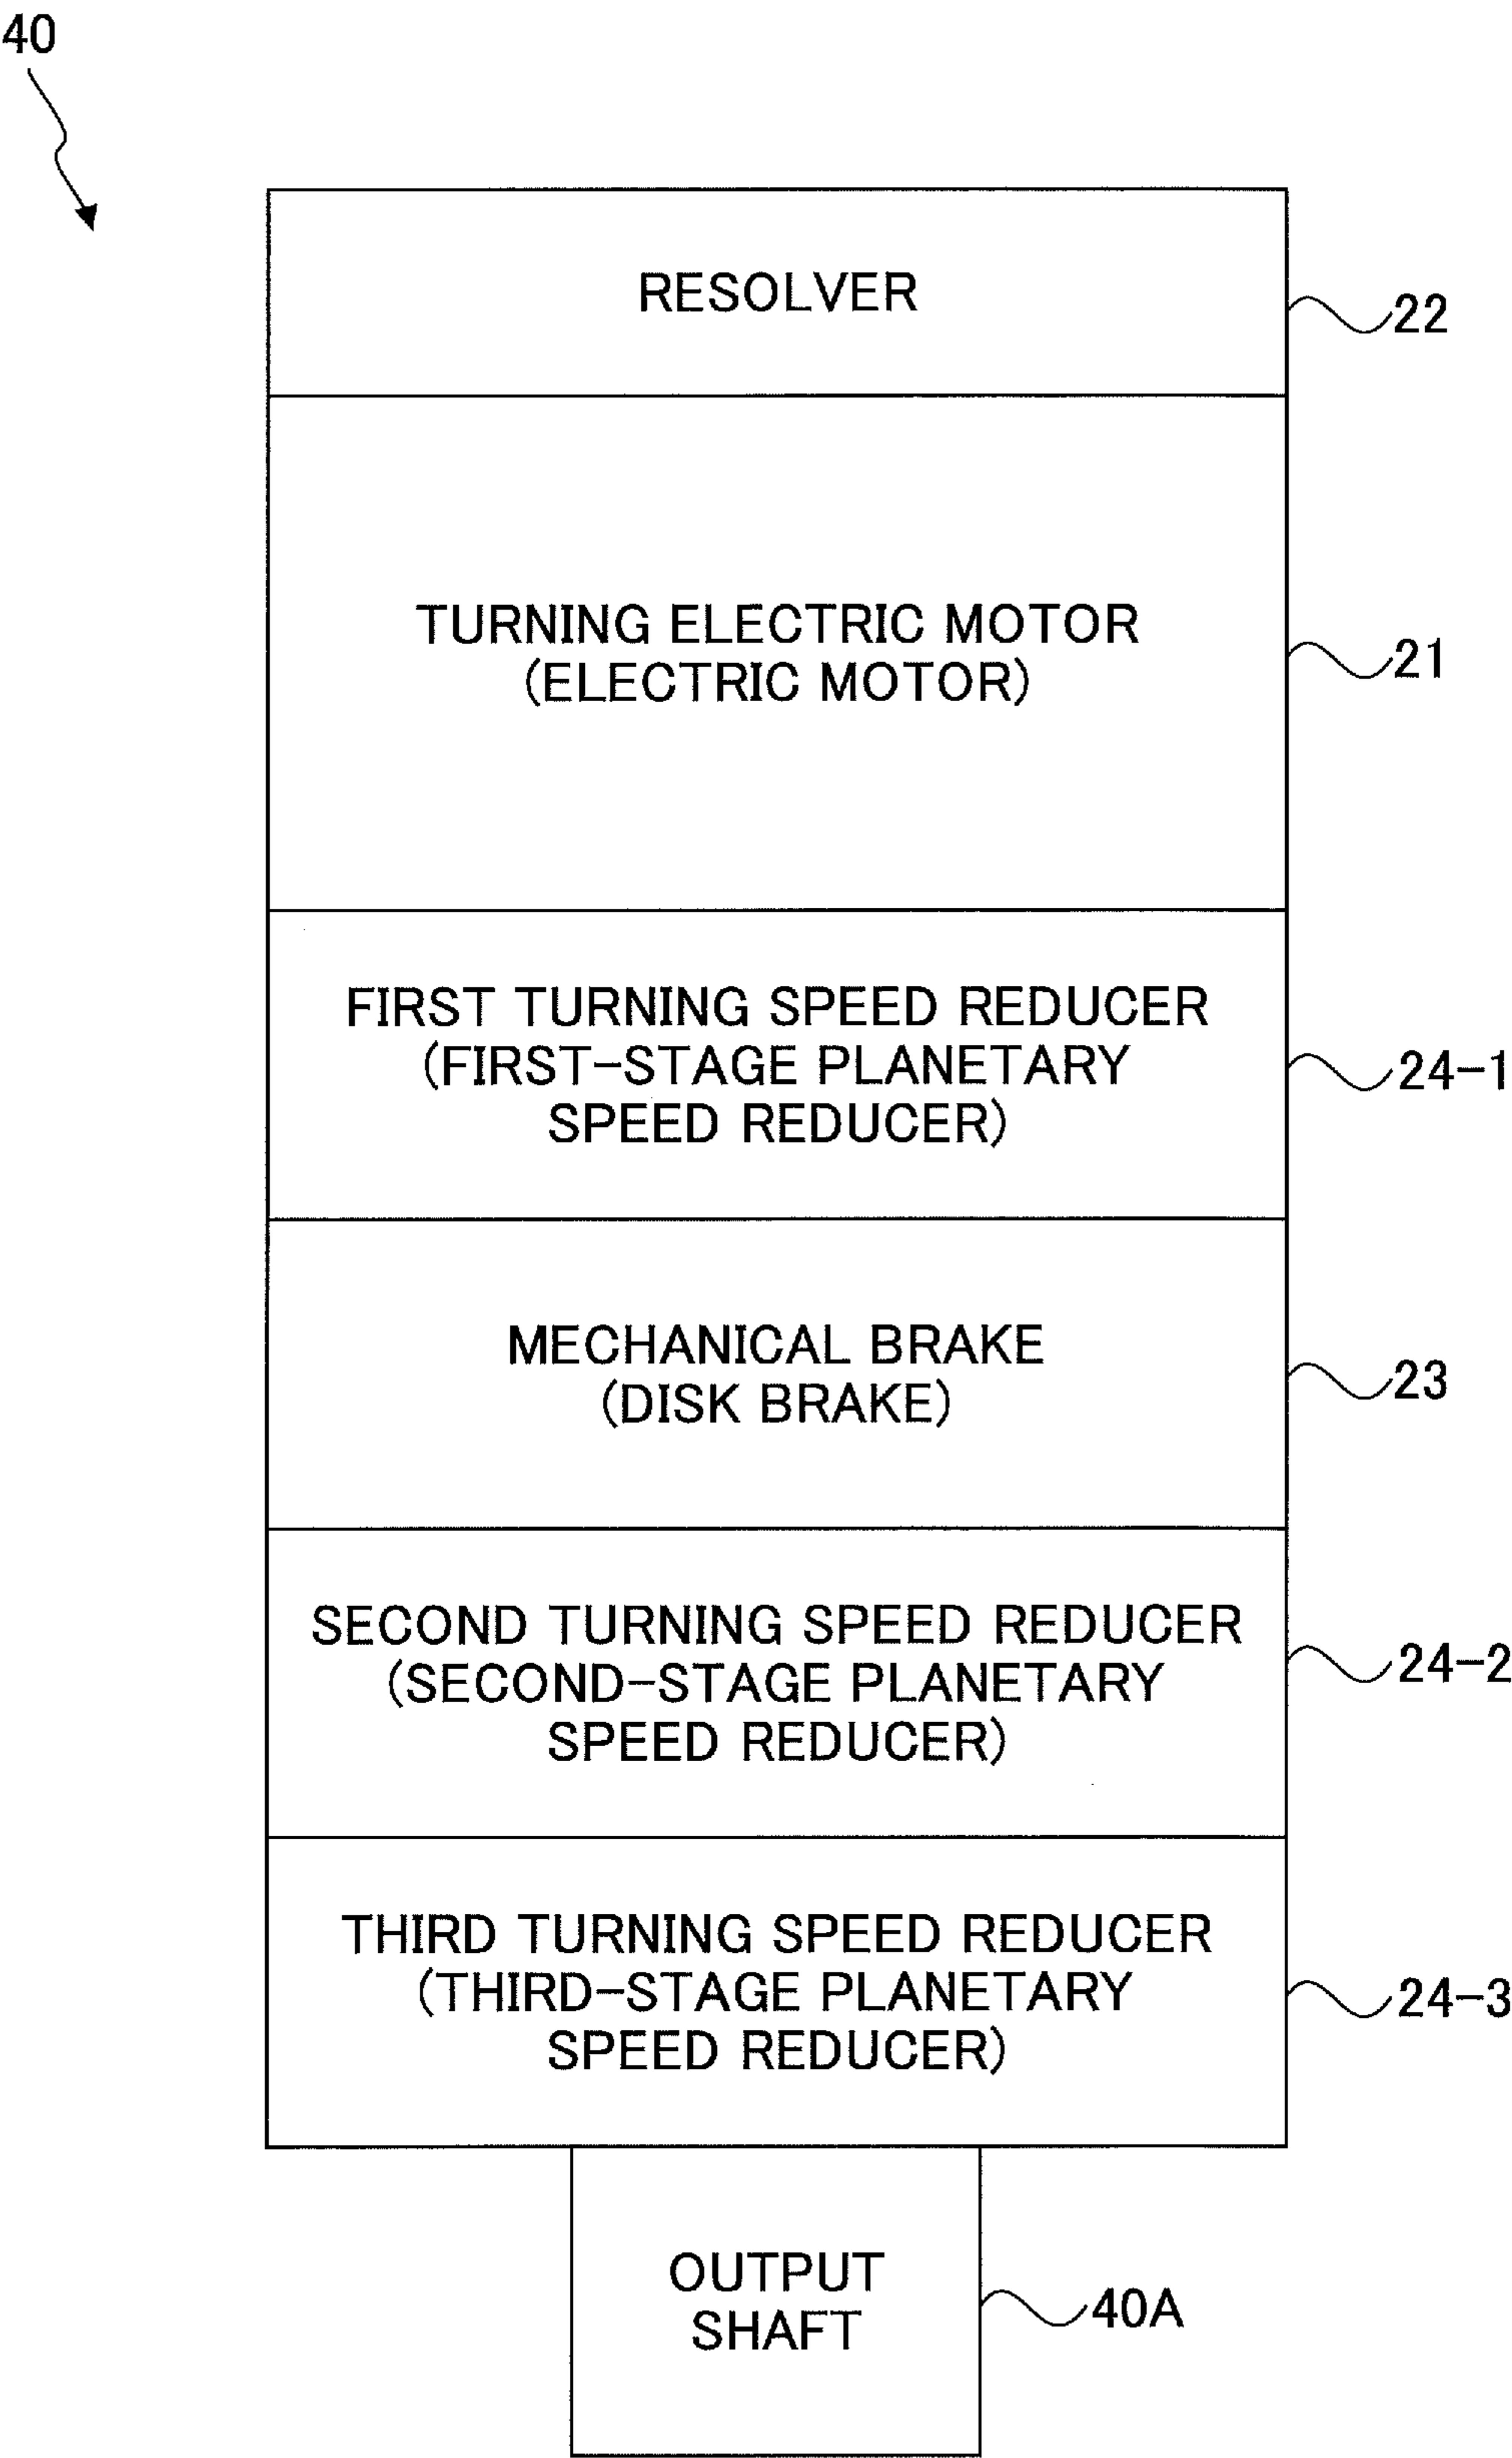 40
RESOLVER
22
TURNING ELECTRIC MOTOR
(ELECTRIC MOTOR)
21
FIRST TURNING SPEED REDUCER
(FIRST-STAGE PLANETARY
SPEED REDUCER)
24-1
MECHANICAL BRAKE
(DISK BRAKE)
23
SECOND TURNING SPEED REDUCER
(SECOND-STAGE PLANETARY
SPEED REDUCER)
24-2
THIRD TURNING SPEED REDUCER
(THIRD-STAGE PLANETARY
SPEED REDUCER)
24-3
OUTPUT
SHAFT
40A